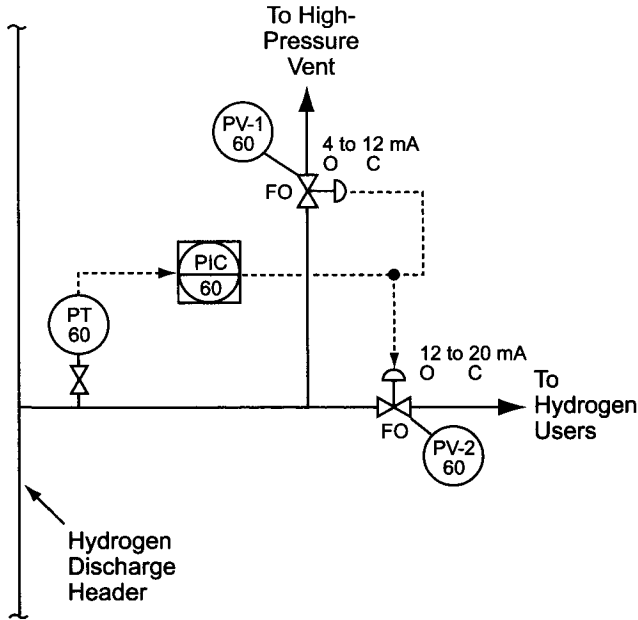 To High-
Pressure
Vent
PV-1
60
4 to 12 mA
O C
FO
PIC
60
PT
60
12 to 20 mA
O C
To
Hydrogen
Users
FO
PV-2
60
Hydrogen
Discharge
Header